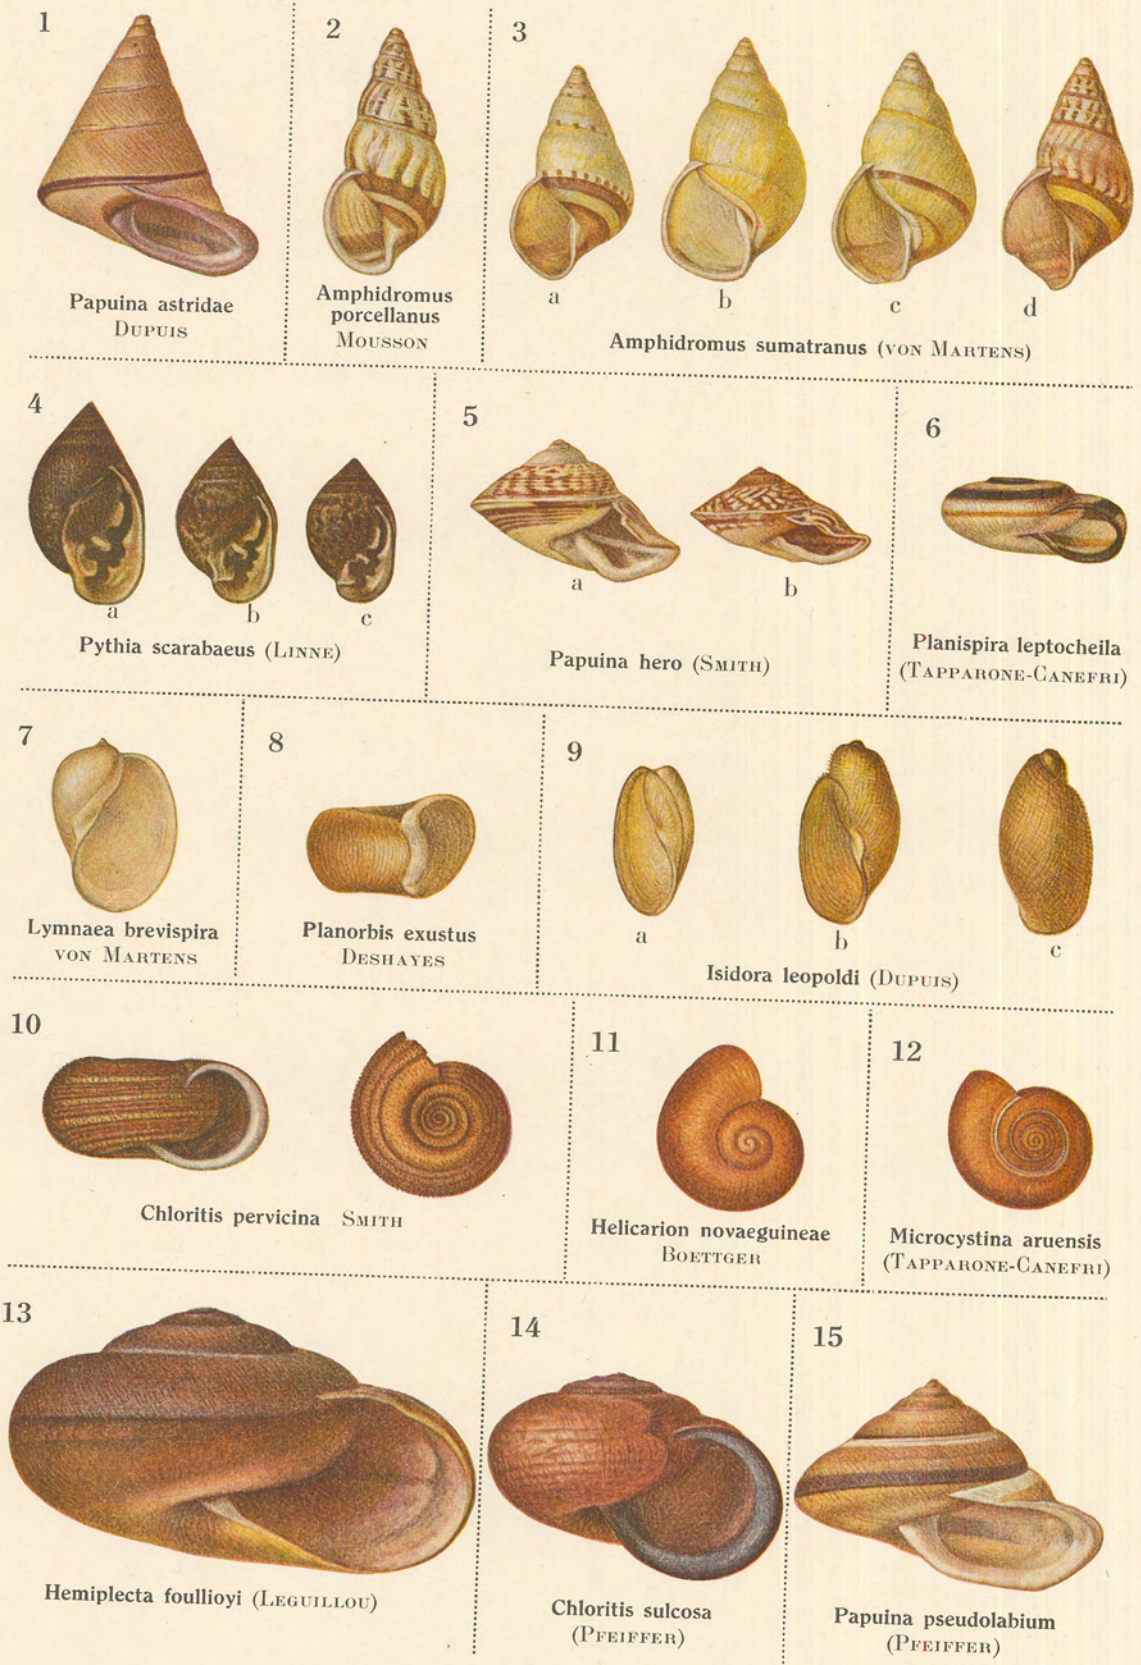 1
Papuina astridae
DUPUIS
2
Amphidromus
porcellanus
MOUSSON
3
a
b
c
d
Amphidromus sumatranus (VON MARTENS)
4
a
b
c
Pythia scarabaeus (LINNE)
5
a
b
Papuina hero (SMITH)
6
Planispira leptocheila
(TAPPARONE-CANEFRI)
7
Lymnaea brevispira
VON MARTENS
8
Planorbis exustus
DESHAYES
9
a
b
c
Isidora leopoldi (DUPUIS)
10
Chloritis pervicina SMITH
11
Helicarion novaeguineae
BOETTGER
12
Microcystina aruensis
(TAPPARONE-CANEFRI)
13
Hemiplecta foullioyi (LEGUILLOU)
14
Chloritis sulcosa
(PFEIFFER)
15
Papuina pseudolabium
(PFEIFFER)